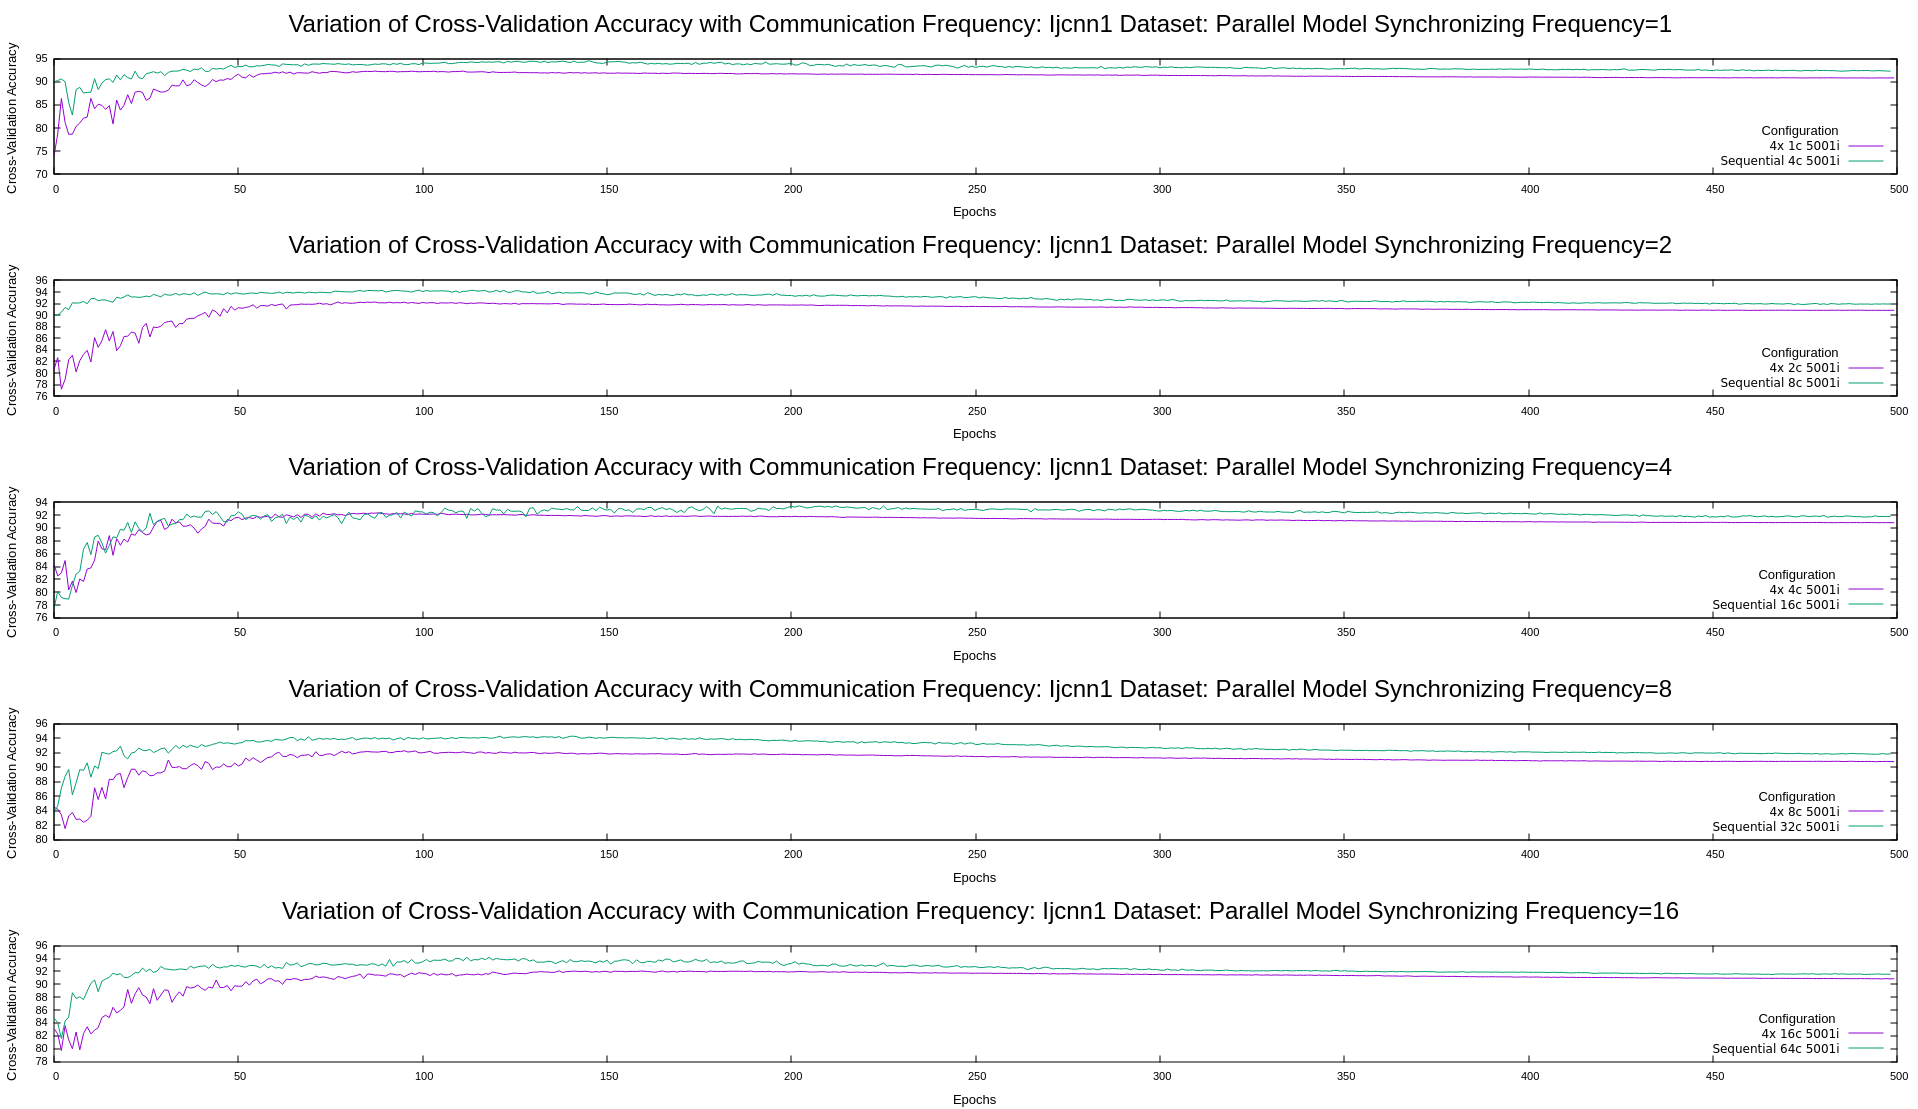 Variation of Cross-Validation Accuracy with Communication Frequency: Ijcnn1 Dataset: Parallel Model Synchronizing Frequency=1
Cross-Validation Accuracy
95
90
85
80
75
70
Configuration
4x 1c 5001i
Sequential 4c 5001i
0 50 100 150 200 250 300 350 400 450 500
Epochs
Variation of Cross-Validation Accuracy with Communication Frequency: Ijcnn1 Dataset: Parallel Model Synchronizing Frequency=2
Cross-Validation Accuracy
96
94
92
90
88
86
84
82
80
78
76
Configuration
4x 2c 5001i
Sequential 8c 5001i
0 50 100 150 200 250 300 350 400 450 500
Epochs
Variation of Cross-Validation Accuracy with Communication Frequency: Ijcnn1 Dataset: Parallel Model Synchronizing Frequency=4
Cross-Validation Accuracy
94
92
90
88
86
84
82
80
78
76
Configuration
4x 4c 5001i
Sequential 16c 5001i
0 50 100 150 200 250 300 350 400 450 500
Epochs
Variation of Cross-Validation Accuracy with Communication Frequency: Ijcnn1 Dataset: Parallel Model Synchronizing Frequency=8
Cross-Validation Accuracy
96
94
92
90
88
86
84
82
80
Configuration
4x 8c 5001i
Sequential 32c 5001i
0 50 100 150 200 250 300 350 400 450 500
Epochs
Variation of Cross-Validation Accuracy with Communication Frequency: Ijcnn1 Dataset: Parallel Model Synchronizing Frequency=16
Cross-Validation Accuracy
96
94
92
90
88
86
84
82
80
78
Configuration
4x 16c 5001i
Sequential 64c 5001i
0 50 100 150 200 250 300 350 400 450 500
Epochs